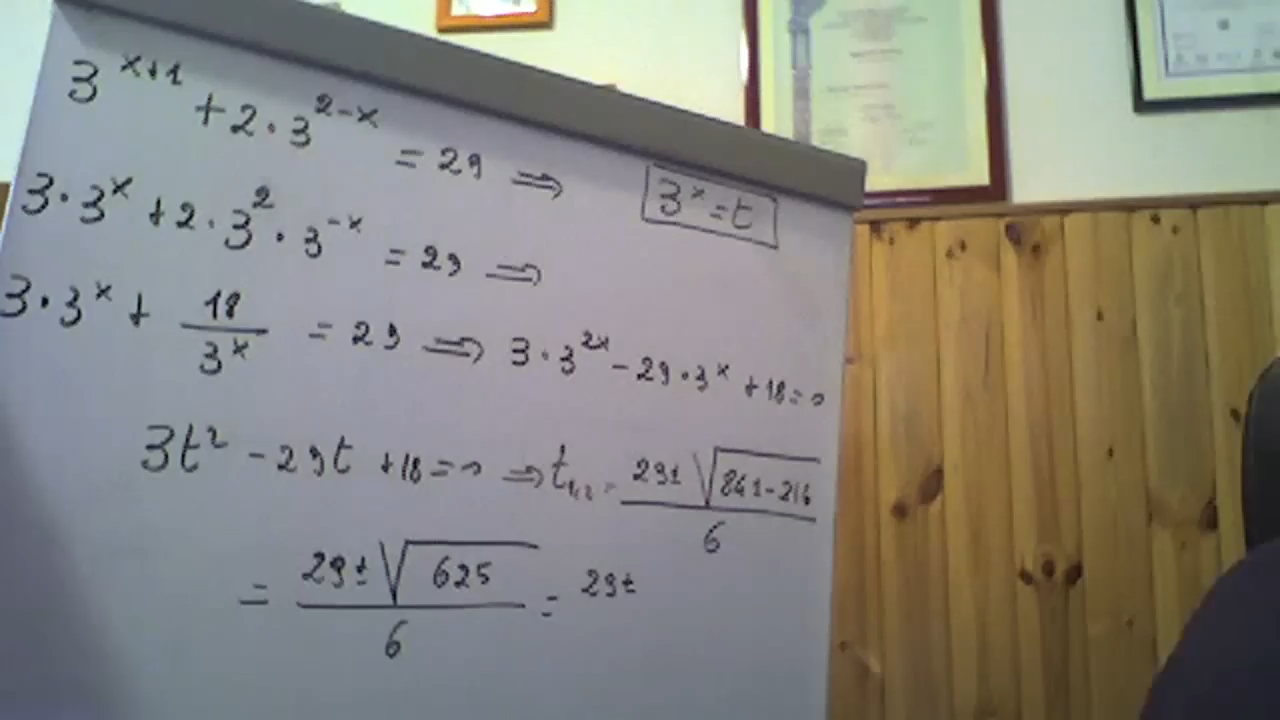 3^{x+1} + 2 · 3^{2-x} = 29 ⇒ 3^x = t
3 · 3^x + 2 · 3^2 · 3^{-x} = 29 ⇒
3 · 3^x + 18/3^x = 29 ⇒ 3 · 3^{2x} - 29 · 3^x + 18 = 0
3t² - 29t + 18 = 0 ⇒ t_{1,2} = (29 ± √(841 - 216))/6
= (29 ± √625)/6 = 29 ±